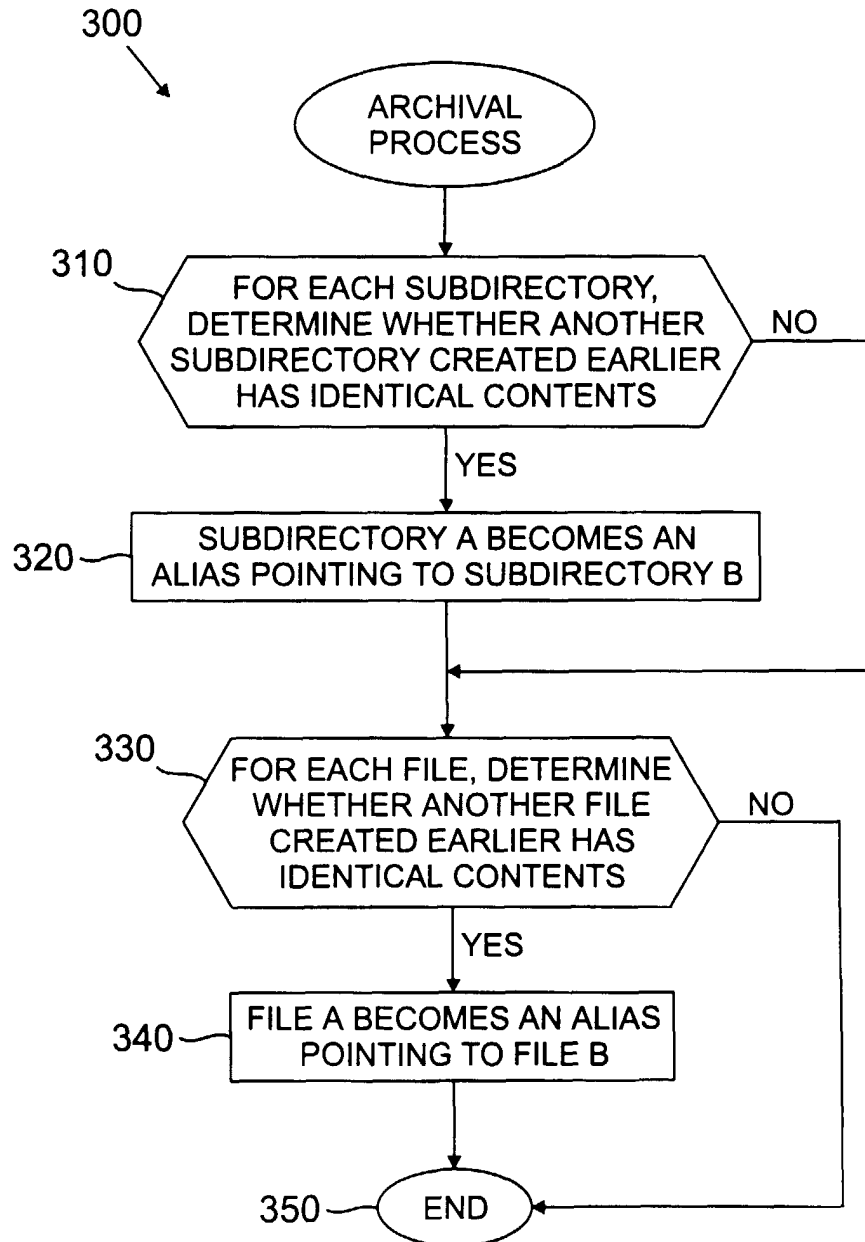 300
ARCHIVAL
PROCESS
310
FOR EACH SUBDIRECTORY,
DETERMINE WHETHER ANOTHER
SUBDIRECTORY CREATED EARLIER
HAS IDENTICAL CONTENTS
NO
YES
320
SUBDIRECTORY A BECOMES AN
ALIAS POINTING TO SUBDIRECTORY B
330
FOR EACH FILE, DETERMINE
WHETHER ANOTHER FILE
CREATED EARLIER HAS
IDENTICAL CONTENTS
NO
YES
340
FILE A BECOMES AN ALIAS
POINTING TO FILE B
350
END